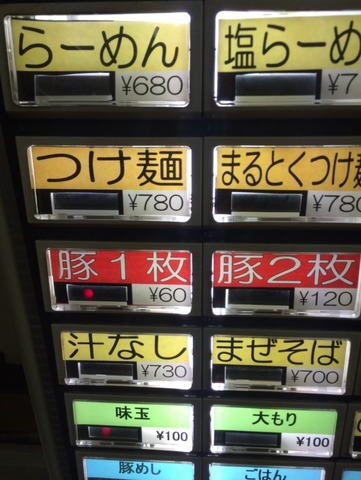 らーめん 塩らーめ
¥680 ¥7
つけ麺 まるとくつけ麺
¥780 ¥780
豚1枚 豚2枚
¥60 ¥120
汁なし まぜそば
¥730 ¥700
味玉 大もり
¥100 ¥100
豚めし ごはん